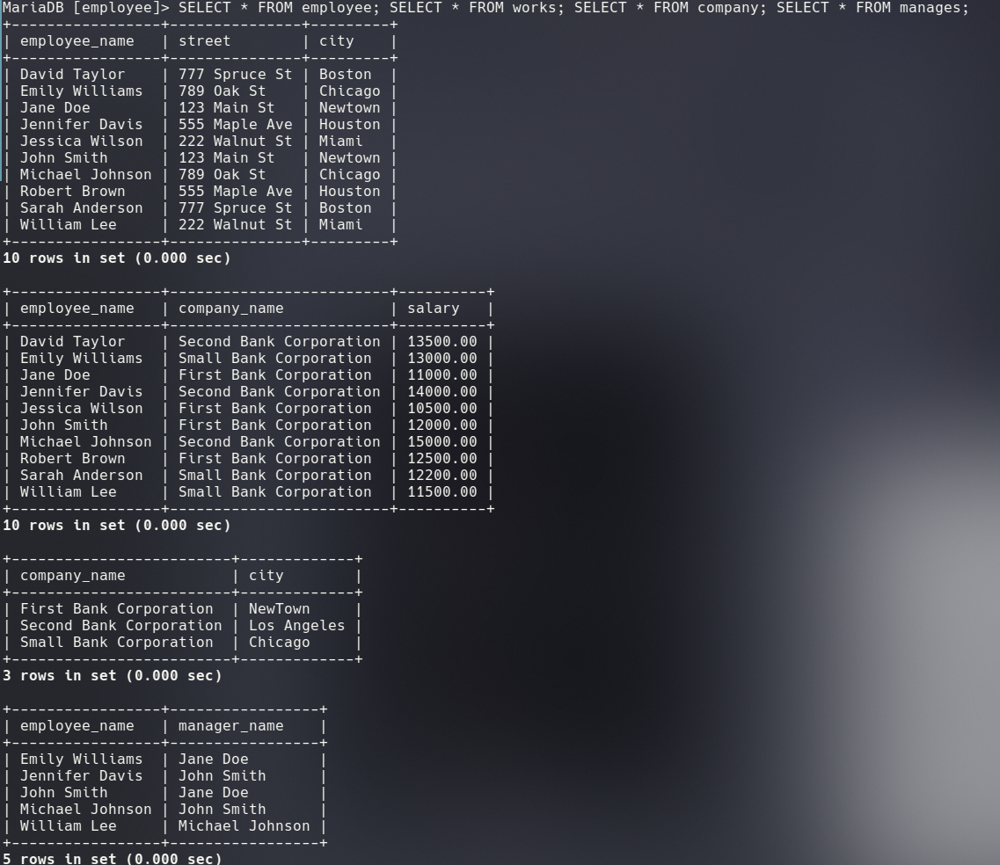 MariaDB [employee]> SELECT * FROM employee; SELECT * FROM works; SELECT * FROM company; SELECT * FROM manages;
+-----------------+---------------+---------+
| employee_name   | street        | city    |
+-----------------+---------------+---------+
| David Taylor    | 777 Spruce St | Boston  |
| Emily Williams  | 789 Oak St    | Chicago |
| Jane Doe        | 123 Main St   | Newtown |
| Jennifer Davis  | 555 Maple Ave | Houston |
| Jessica Wilson  | 222 Walnut St | Miami   |
| John Smith      | 123 Main St   | Newtown |
| Michael Johnson | 789 Oak St    | Chicago |
| Robert Brown    | 555 Maple Ave | Houston |
| Sarah Anderson  | 777 Spruce St | Boston  |
| William Lee     | 222 Walnut St | Miami   |
+-----------------+---------------+---------+
10 rows in set (0.000 sec)

+-----------------+-------------------------+----------+
| employee_name   | company_name            | salary   |
+-----------------+-------------------------+----------+
| David Taylor    | Second Bank Corporation | 13500.00 |
| Emily Williams  | Small Bank Corporation  | 13000.00 |
| Jane Doe        | First Bank Corporation  | 11000.00 |
| Jennifer Davis  | Second Bank Corporation | 14000.00 |
| Jessica Wilson  | First Bank Corporation  | 10500.00 |
| John Smith      | First Bank Corporation  | 12000.00 |
| Michael Johnson | Second Bank Corporation | 15000.00 |
| Robert Brown    | First Bank Corporation  | 12500.00 |
| Sarah Anderson  | Small Bank Corporation  | 12200.00 |
| William Lee     | Small Bank Corporation  | 11500.00 |
+-----------------+-------------------------+----------+
10 rows in set (0.000 sec)

+-------------------------+-------------+
| company_name            | city        |
+-------------------------+-------------+
| First Bank Corporation  | NewTown     |
| Second Bank Corporation | Los Angeles |
| Small Bank Corporation  | Chicago     |
+-------------------------+-------------+
3 rows in set (0.000 sec)

+-----------------+-----------------+
| employee_name   | manager_name    |
+-----------------+-----------------+
| Emily Williams  | Jane Doe        |
| Jennifer Davis  | John Smith      |
| John Smith      | Jane Doe        |
| Michael Johnson | John Smith      |
| William Lee     | Michael Johnson |
+-----------------+-----------------+
5 rows in set (0.000 sec)